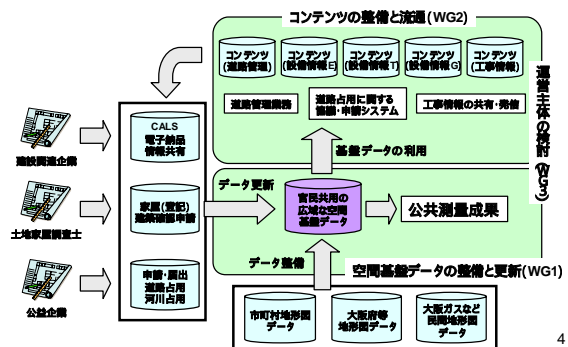 コンテンツの整備と流通(WG2)
コンテンツ
(道路管理)
コンテンツ
(設備情報E)
コンテンツ
(設備情報T)
コンテンツ
(設備情報G)
コンテンツ
(工事情報)
道路管理業務
道路占用に関する
協議・申請システム
工事情報の共有・発信
運営主体の検討(WG3)
基盤データの利用
CALS
電子納品
情報共有
建設関連企業
データ更新
家屋(登記)
建築確認申請
土地家屋調査士
官民共用の
広域な空間
基盤データ
公共測量成果
データ整備
空間基盤データの整備と更新(WG1)
申請・届出
道路占用
河川占用
公益企業
市町村地形図
データ
大阪府等
地形図データ
大阪ガスなど
民間地形図
データ
4